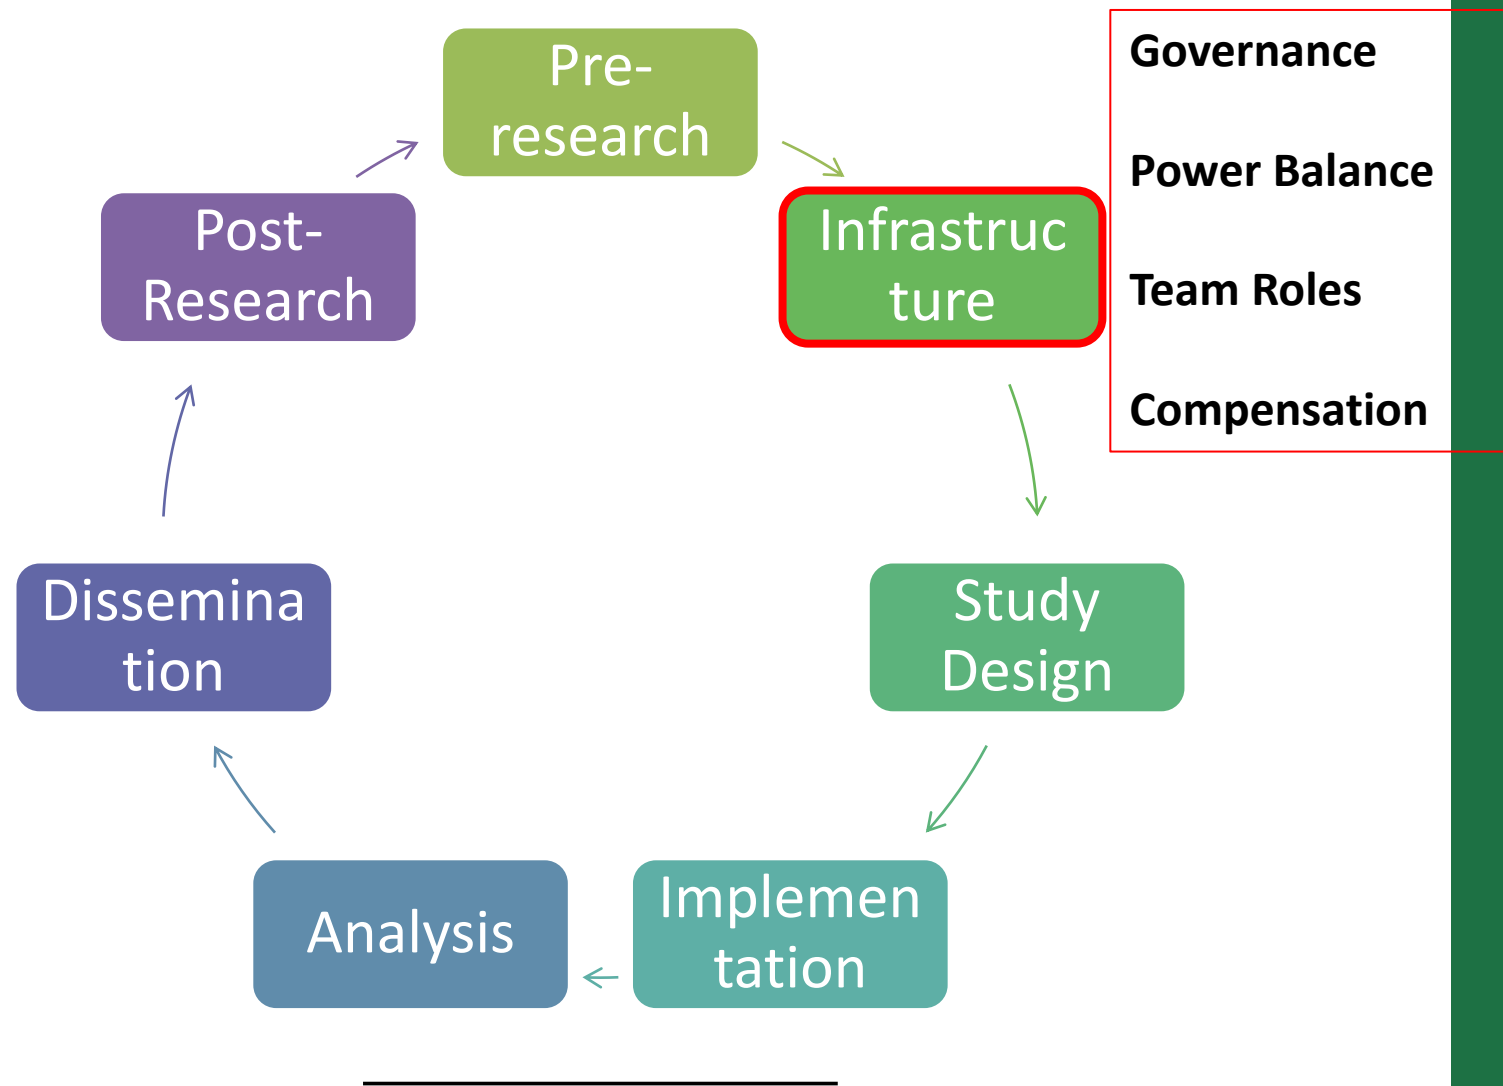 Pre-
research
Infrastruc
ture
Governance
Power Balance
Team Roles
Compensation
Study
Design
Implemen
tation
Analysis
Dissemina
tion
Post-
Research